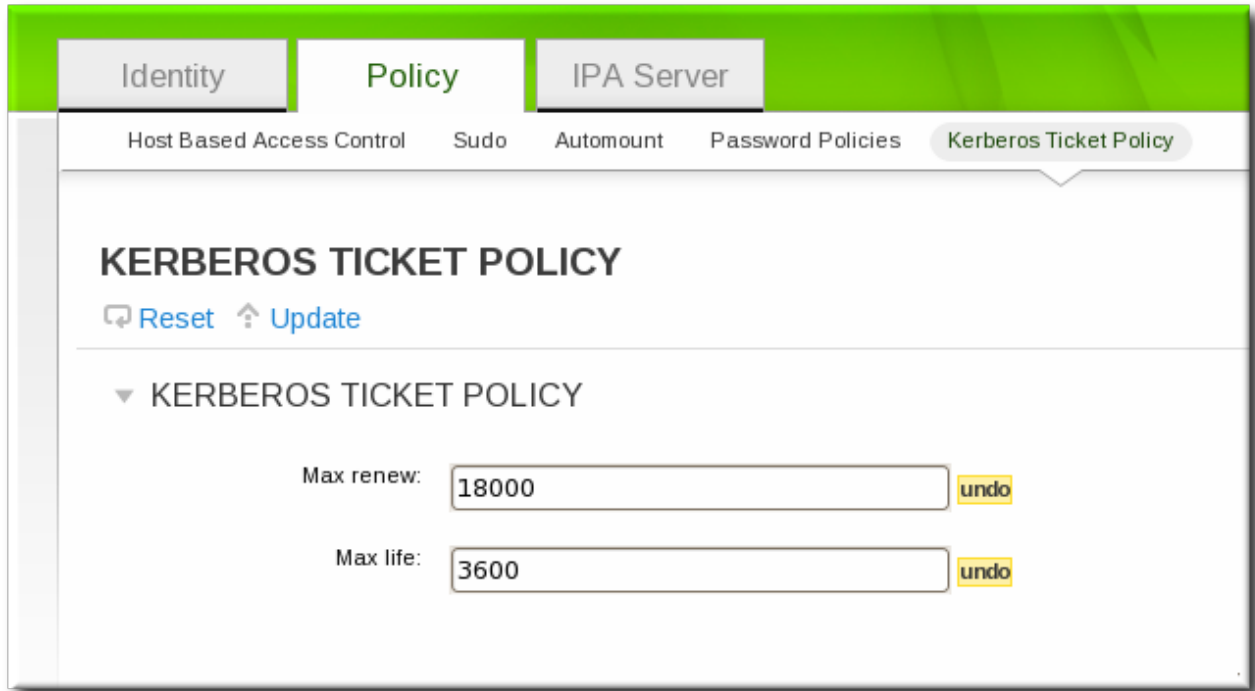 Identity Policy IPA Server
Host Based Access Control Sudo Automount Password Policies Kerberos Ticket Policy
KERBEROS TICKET POLICY
Reset Update
KERBEROS TICKET POLICY
Max renew: 18000 undo
Max life: 3600 undo